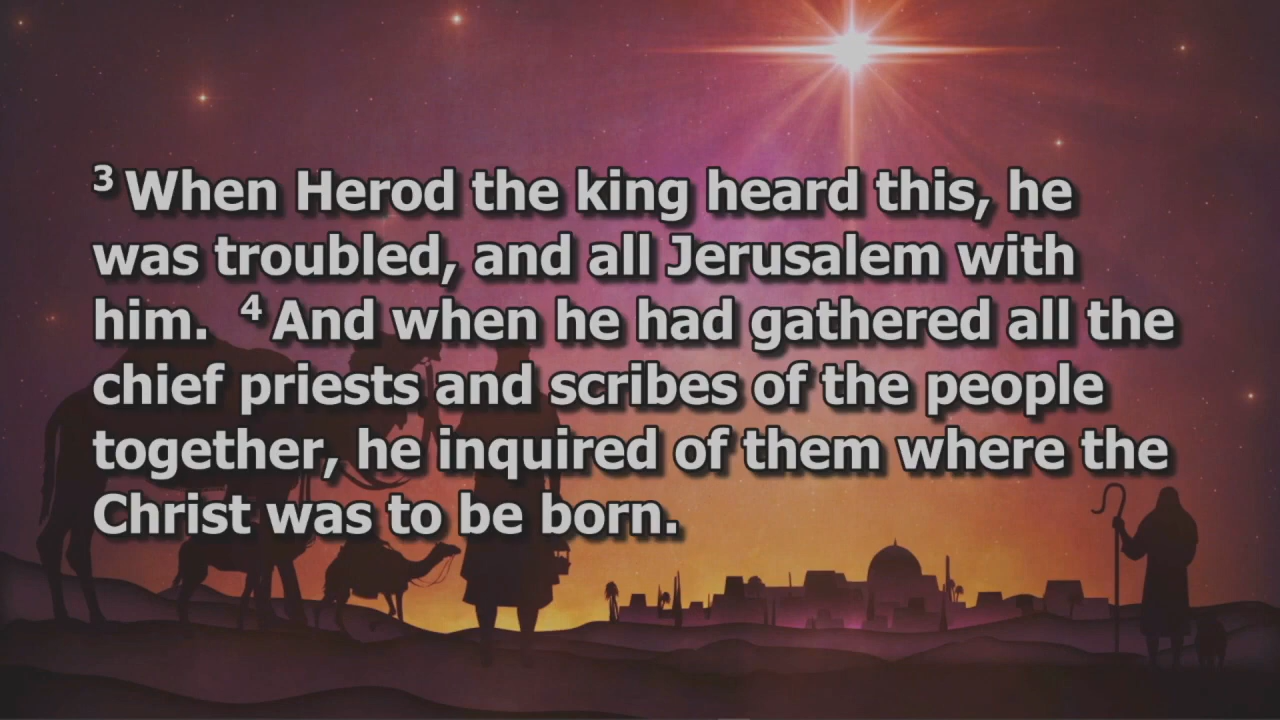 ³ When Herod the king heard this, he
was troubled, and all Jerusalem with
him. ⁴ And when he had gathered all the
chief priests and scribes of the people
together, he inquired of them where the
Christ was to be born.